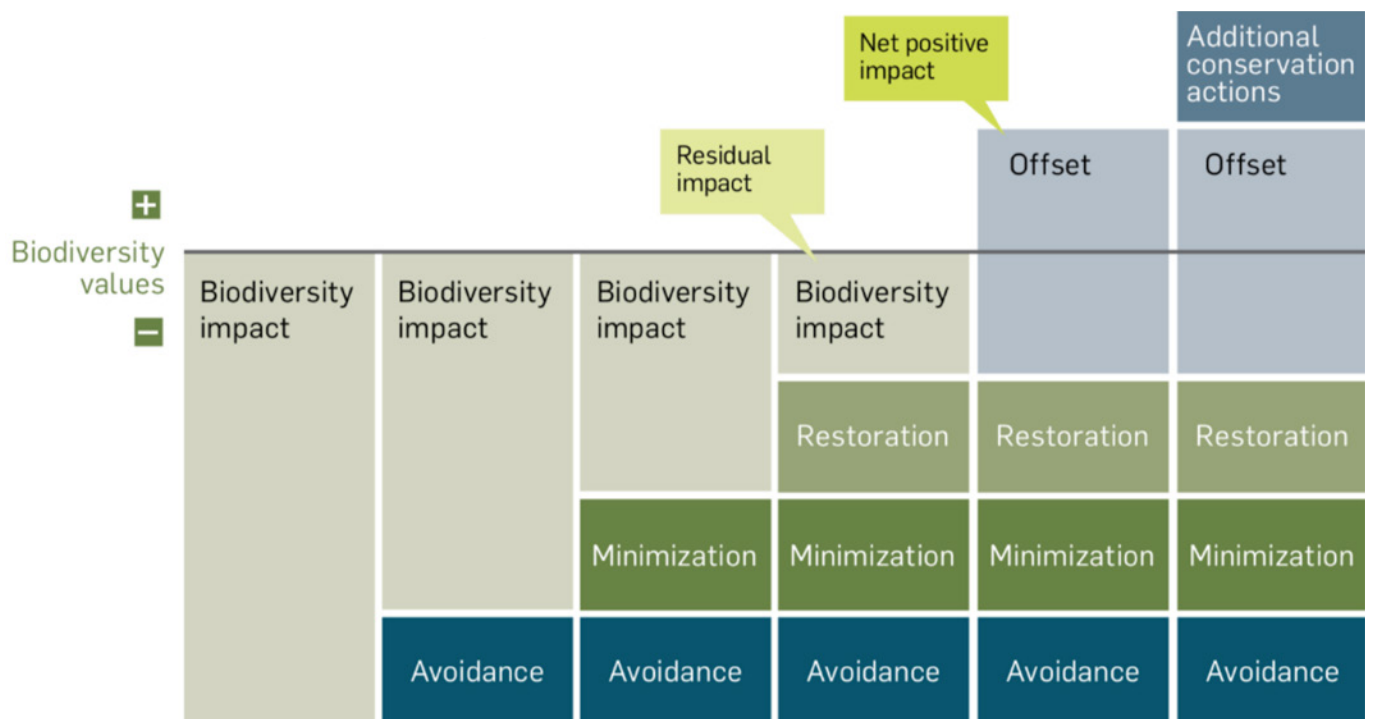 Net positive
impact
Additional
conservation
actions
Residual
impact
Offset
Offset
+
Biodiversity
values
−
Biodiversity
impact
Biodiversity
impact
Biodiversity
impact
Biodiversity
impact
Restoration
Restoration
Restoration
Minimization
Minimization
Minimization
Minimization
Avoidance
Avoidance
Avoidance
Avoidance
Avoidance